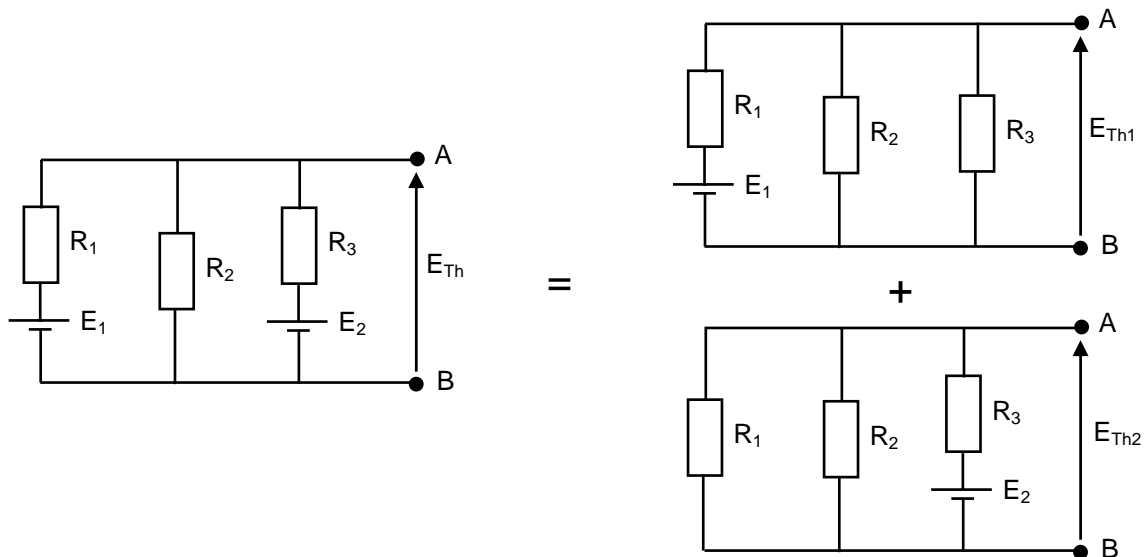 R1
E1
R2
R3
E2
A
ETh
B
=
R1
E1
R2
R3
A
ETh1
B
+
R1
R2
R3
E2
A
ETh2
B